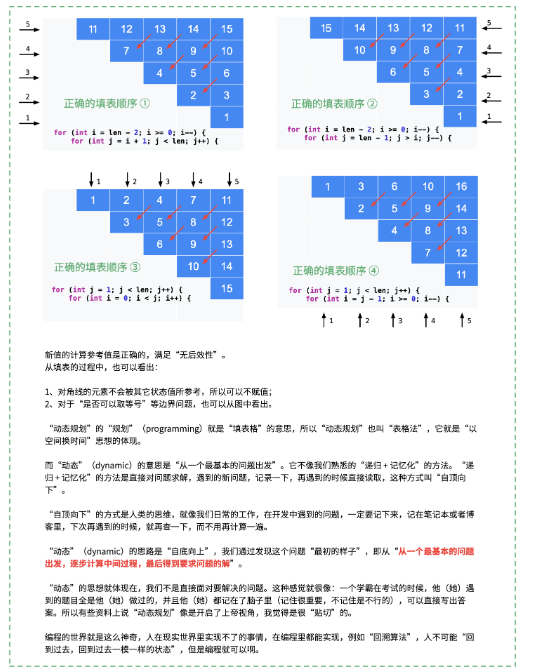 5 11 12 13 14 15
4 7 8 9 10
3 4 5 6
2 2 3
1 1
正确的填表顺序 ①
for (int i = len - 2; i >= 0; i--) {
for (int j = i + 1; j < len; j++) {
15 14 13 12 11 5
10 9 8 7 4
6 5 4 3
3 2 2
1 1
正确的填表顺序 ②
for (int i = len - 2; i >= 0; i--) {
for (int j = len - 1; j > i; j--) {
1 2 3 4 5
1 2 4 7 11
3 5 8 12
6 9 13
10 14
15
正确的填表顺序 ③
for (int j = 1; j < len; j++) {
for (int i = 0; i < j; i++) {
1 3 6 10 16
2 5 9 14
4 8 13
7 12
11
正确的填表顺序 ④
for (int j = 1; j < len; j++) {
for (int i = j - 1; i >= 0; i--) {
1 2 3 4 5
新值的计算参考值是正确的，满足“无后效性”。
从填表的过程中，也可以看出：
1、对角线的元素不会被其它状态值所参考，所以可以不赋值；
2、对于“是否可以取等号”等边界问题，也可以从图中看出。
“动态规划”的“规划”（programming）就是“填表格”的意思，所以“动态规划”也叫“表格法”，它就是“以
空间换时间”思想的体现。
而“动态”（dynamic）的意思是“从一个最基本的问题出发”。它不像我们熟悉的“递归 + 记忆化”的方法。“递
归 + 记忆化”的方法是直接对问题求解，遇到的新问题，记录一下，再遇到的时候直接读取，这种方式叫“自顶向
下”。
“自顶向下”的方式是人类的思维，就像我们日常的工作，在开发中遇到的问题，一定要记下来，记在笔记本或者博
客里，下次再遇到的时候，就再查一下，而不用再计算一遍。
“动态”（dynamic）的思路是“自底向上”，我们通过发现这个问题“最初的样子”，即从“从一个最基本的问题
出发，逐步计算中间过程，最后得到要求问题的解”。
“动态”的思想就体现在，我们不是直接面对要解决的问题。这种感觉就很像：一个学霸在考试的时候，他（她）遇
到的题目全是他（她）做过的，并且他（她）都记在了脑子里（记住很重要，不记住是不行的），可以直接写出答
案。所以有些资料上说“动态规划”像是开启了上帝视角，我觉得是很“贴切”的。
编程的世界就是这么神奇，人在现实世界里实现不了的事情，在编程里都能实现，例如“回溯算法”，人不可能“回
到过去，回到过去一模一样的状态”，但是编程就可以啊。